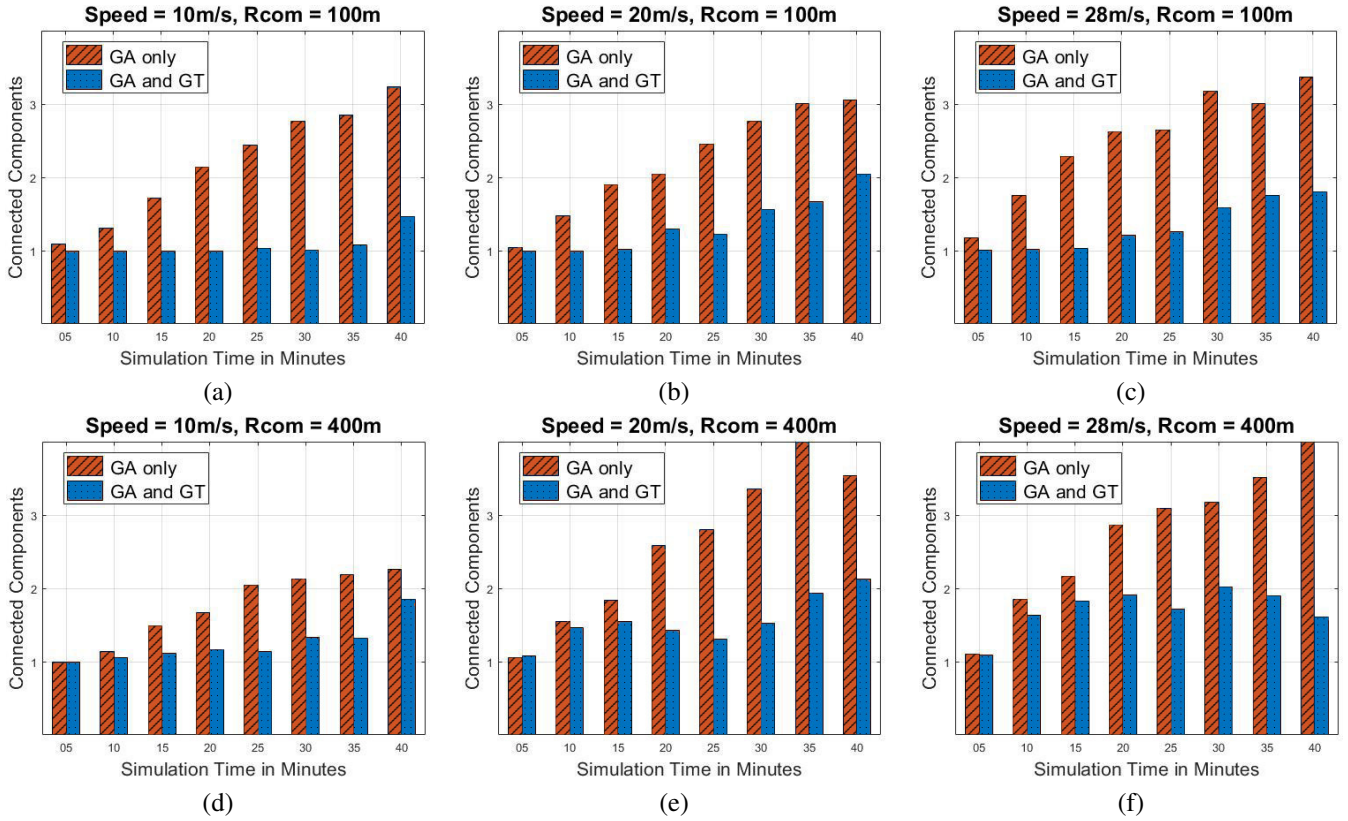 Speed = 10m/s, Rcom = 100m
GA only
GA and GT
Connected Components
3
2
1
05 10 15 20 25 30 35 40
Simulation Time in Minutes
(a)
Speed = 20m/s, Rcom = 100m
GA only
GA and GT
Connected Components
3
2
1
05 10 15 20 25 30 35 40
Simulation Time in Minutes
(b)
Speed = 28m/s, Rcom = 100m
GA only
GA and GT
Connected Components
3
2
1
05 10 15 20 25 30 35 40
Simulation Time in Minutes
(c)
Speed = 10m/s, Rcom = 400m
GA only
GA and GT
Connected Components
3
2
1
05 10 15 20 25 30 35 40
Simulation Time in Minutes
(d)
Speed = 20m/s, Rcom = 400m
GA only
GA and GT
Connected Components
3
2
1
05 10 15 20 25 30 35 40
Simulation Time in Minutes
(e)
Speed = 28m/s, Rcom = 400m
GA only
GA and GT
Connected Components
3
2
1
05 10 15 20 25 30 35 40
Simulation Time in Minutes
(f)